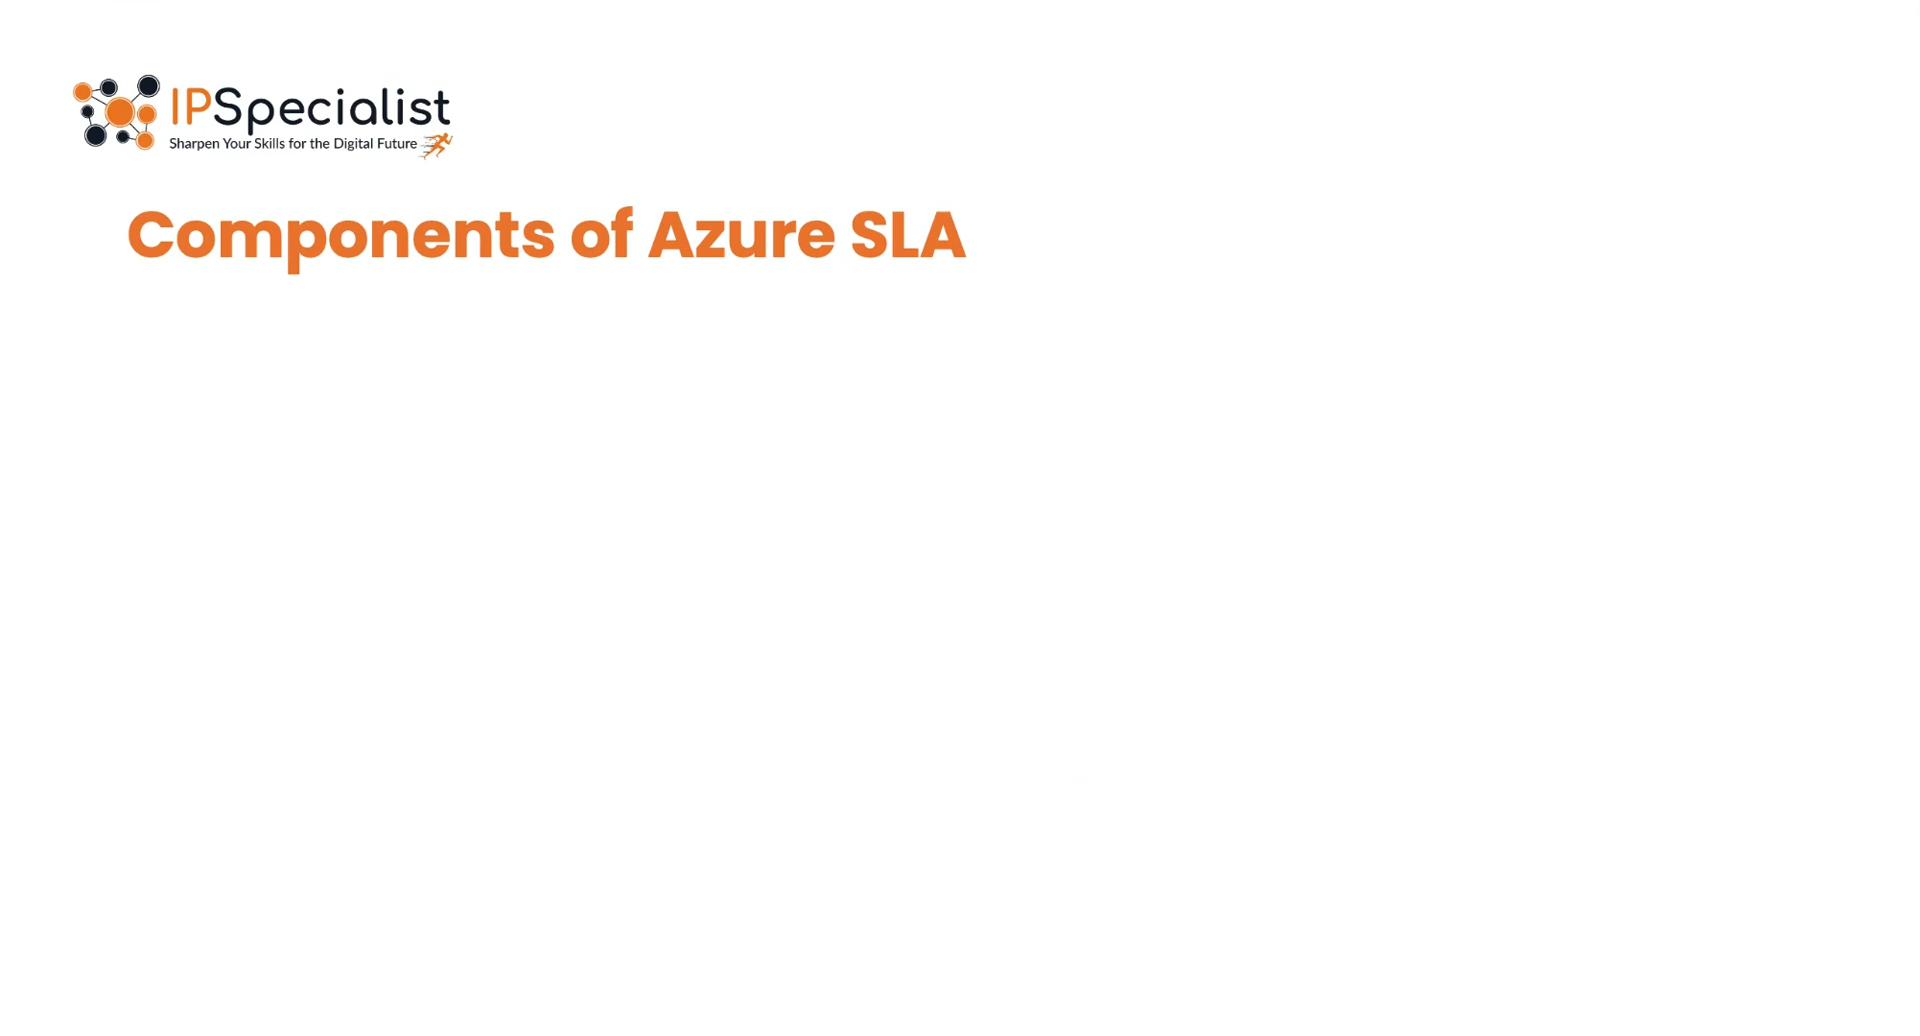 IPSpecialist
Sharpen Your Skills for the Digital Future
Components of Azure SLA